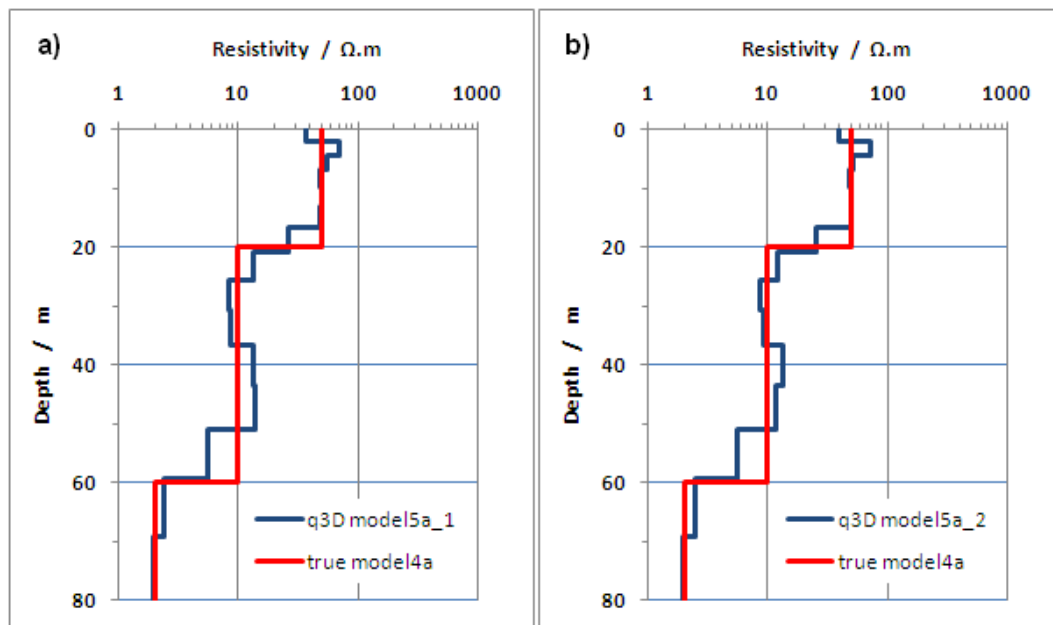 a)
Resistivity / Ω.m
1 10 100 1000
0
20
40
60
80
Depth / m
q3D model5a_1
true model4a
b)
Resistivity / Ω.m
1 10 100 1000
0
20
40
60
80
Depth / m
q3D model5a_2
true model4a